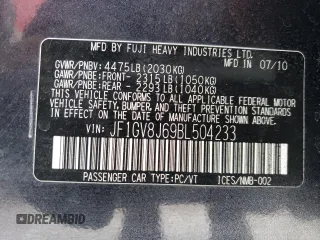 MFD BY FUJI HEAVY INDUSTRIES LTD.
GVWR/PNBV: 4475LB(2030KG) 07/10
GAWR/PNBE:FRONT- 2315LB(1050KG)
GAWR/PNBE:REAR - 2293LB(1040KG)
THIS VEHICLE CONFORMS TO ALL APPLICABLE
FEDERAL MOTOR VEHICLE SAFETY, BUMPER,
AND THEFT PREVENTION STANDARDS IN EFFECT
ON THE DATE OF MANUFACTURE SHOWN ABOVE.
VIN: JF1GV8J69BL504233
PASSENGER CAR TYPE:PC/VT ICES/NMB-002
DREAMBID